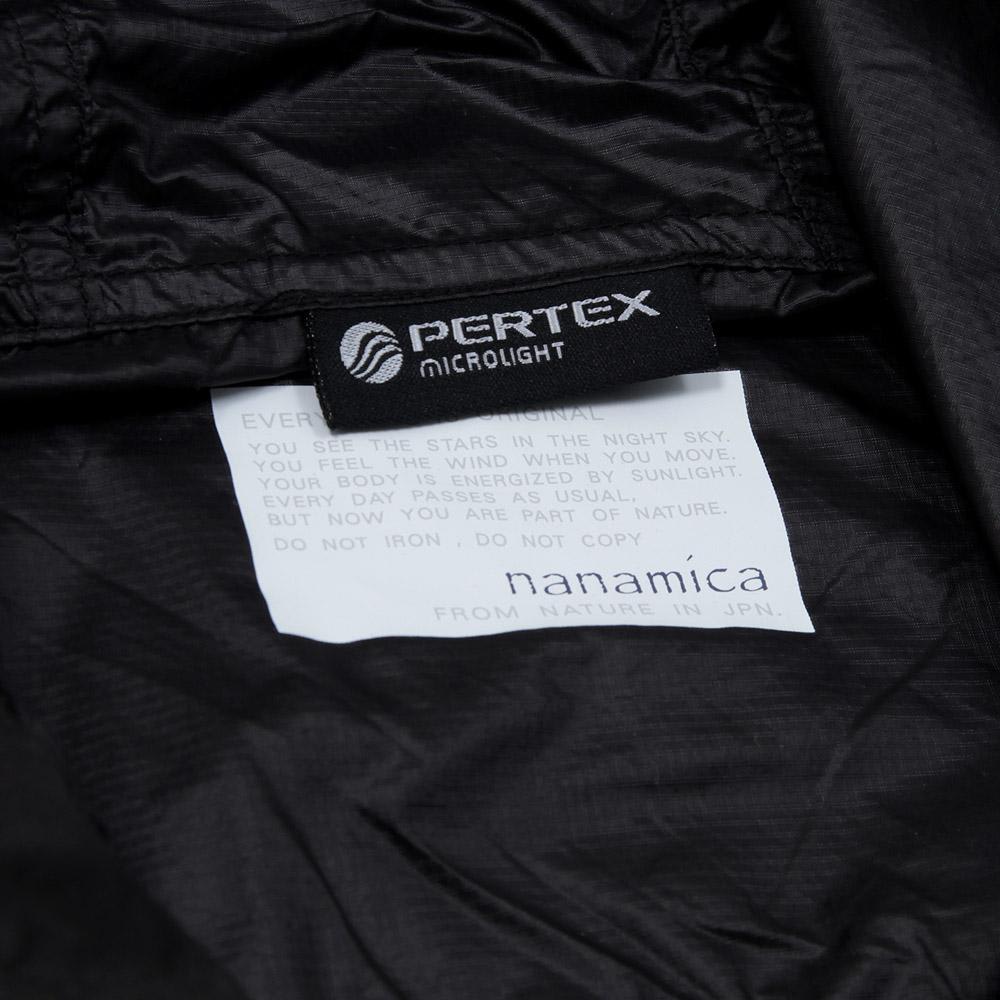 PERTEX
MICROLIGHT
EVERY ORIGINAL
YOU SEE THE STARS IN THE NIGHT SKY.
YOU FEEL THE WIND WHEN YOU MOVE.
YOUR BODY IS ENERGIZED BY SUNLIGHT.
EVERY DAY PASSES AS USUAL,
BUT NOW YOU ARE PART OF NATURE.
DO NOT IRON , DO NOT COPY
nanamíca
FROM NATURE IN JPN.